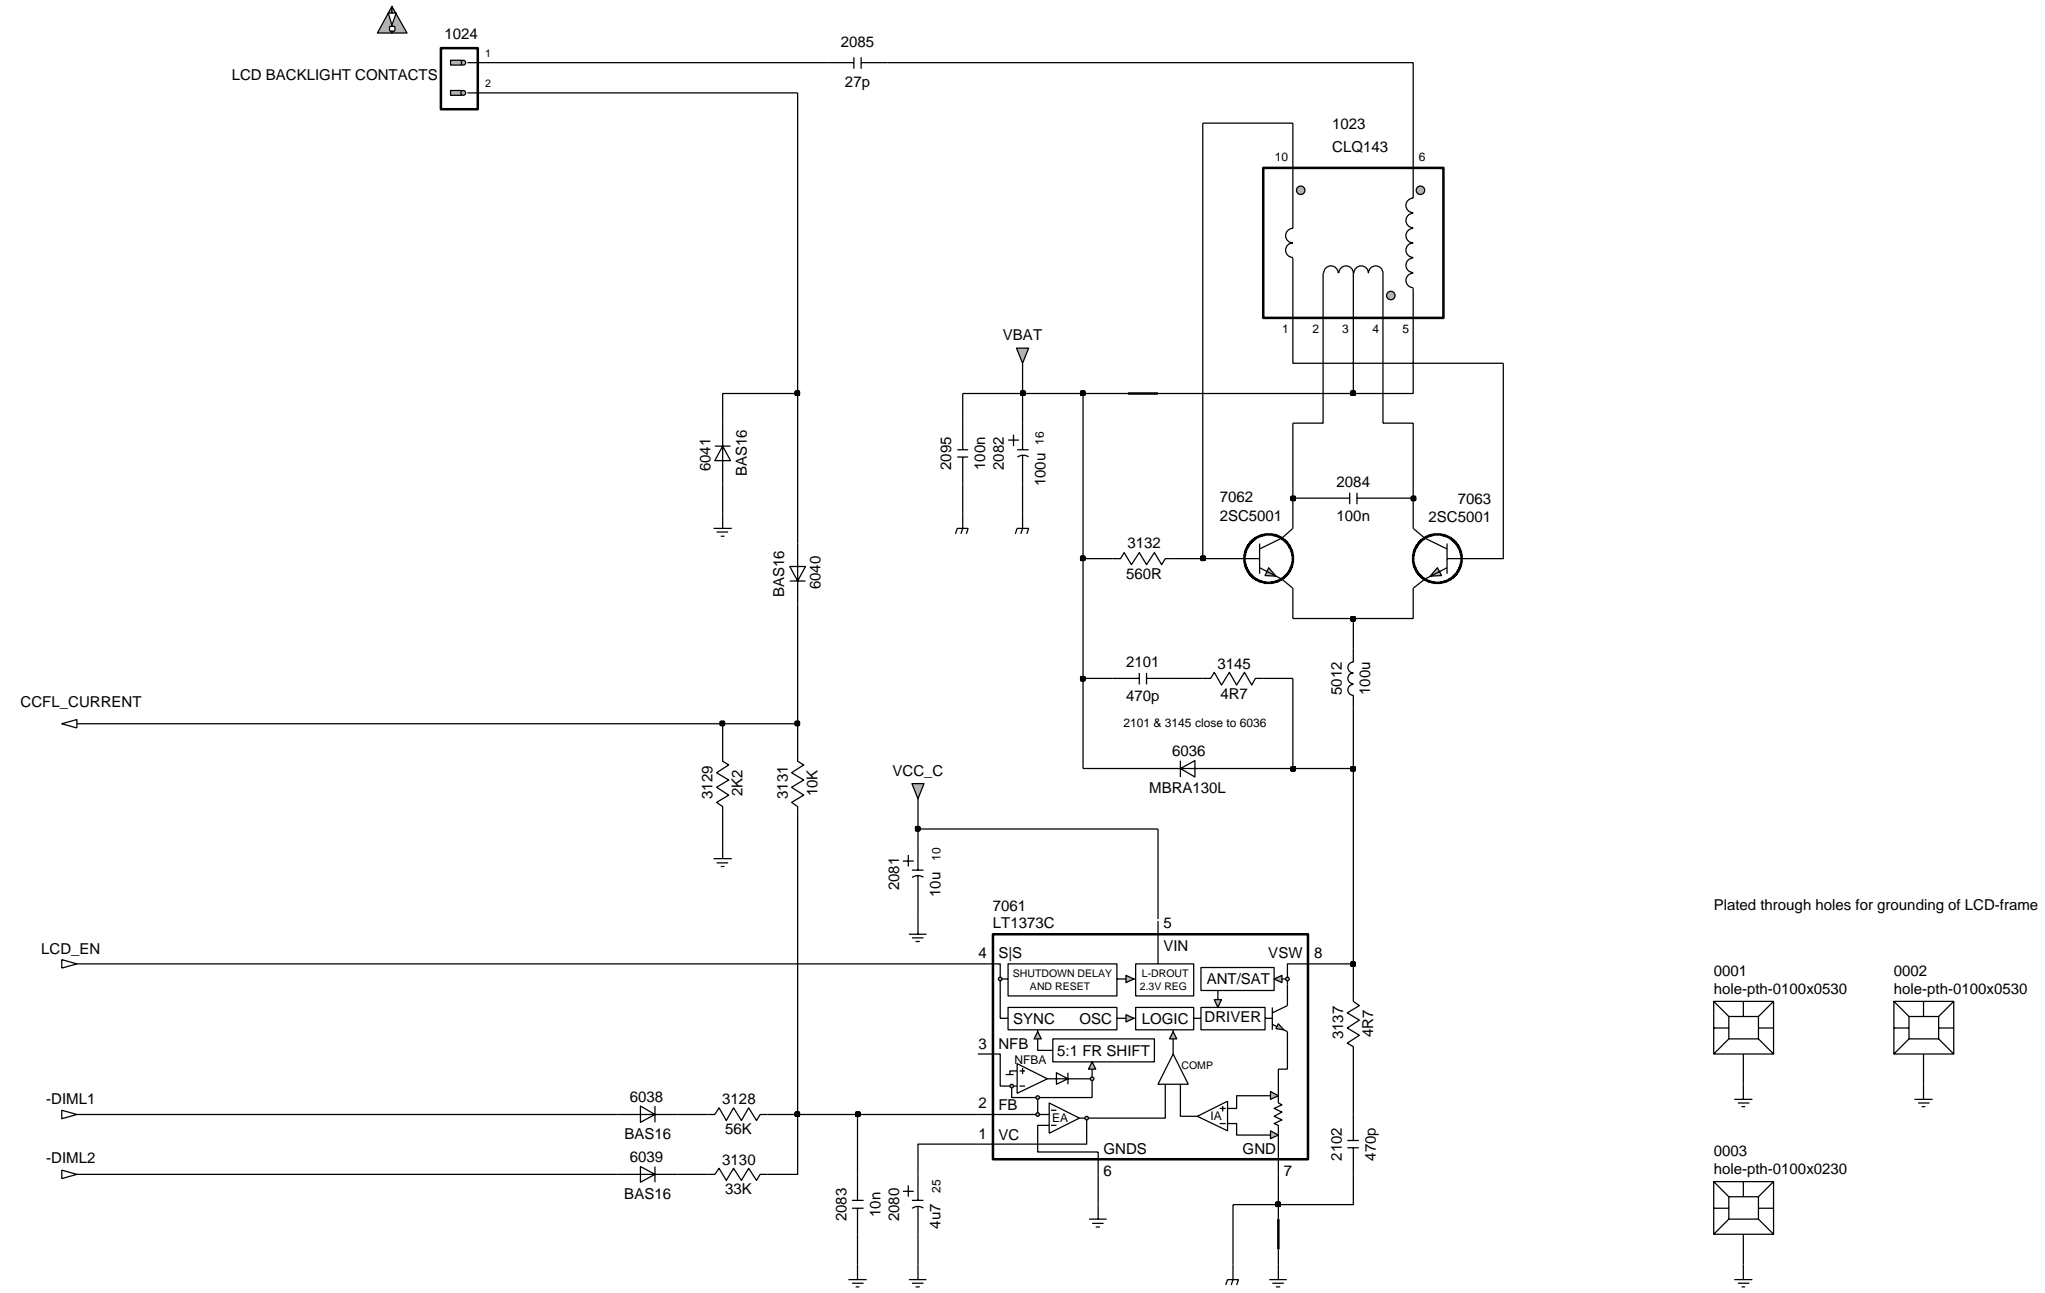 1024
LCD BACKLIGHT CONTACTS
1
2
2085
27p
1023
CLQ143
10
6
1
2
3
4
5
VBAT
6041
BAS16
2095
100n
2082
100u
16
+
7062
2SC5001
2084
100n
7063
2SC5001
3132
560R
BAS16
6040
2101
470p
3145
4R7
5012
100u
2101 & 3145 close to 6036
CCFL_CURRENT
6036
MBRA130L
3129
2K2
3131
10K
VCC_C
2081
10u
10
+
7061
LT1373C
5
VIN
LCD_EN
4
S|S
VSW
8
SHUTDOWN DELAY
AND RESET
L-DROUT
2.3V REG
ANT/SAT
SYNC
OSC
LOGIC
DRIVER
3
NFB
NFBA
5:1 FR SHIFT
COMP
+
−
2
FB
EA
−
−
IA
+
−
1
VC
GNDS
GND
6
7
3137
4R7
2102
470p
-DIML1
6038
BAS16
3128
56K
-DIML2
6039
BAS16
3130
33K
2083
10n
2080
4u7
25
+
Plated through holes for grounding of LCD-frame
0001
hole-pth-0100x0530
0002
hole-pth-0100x0530
0003
hole-pth-0100x0230